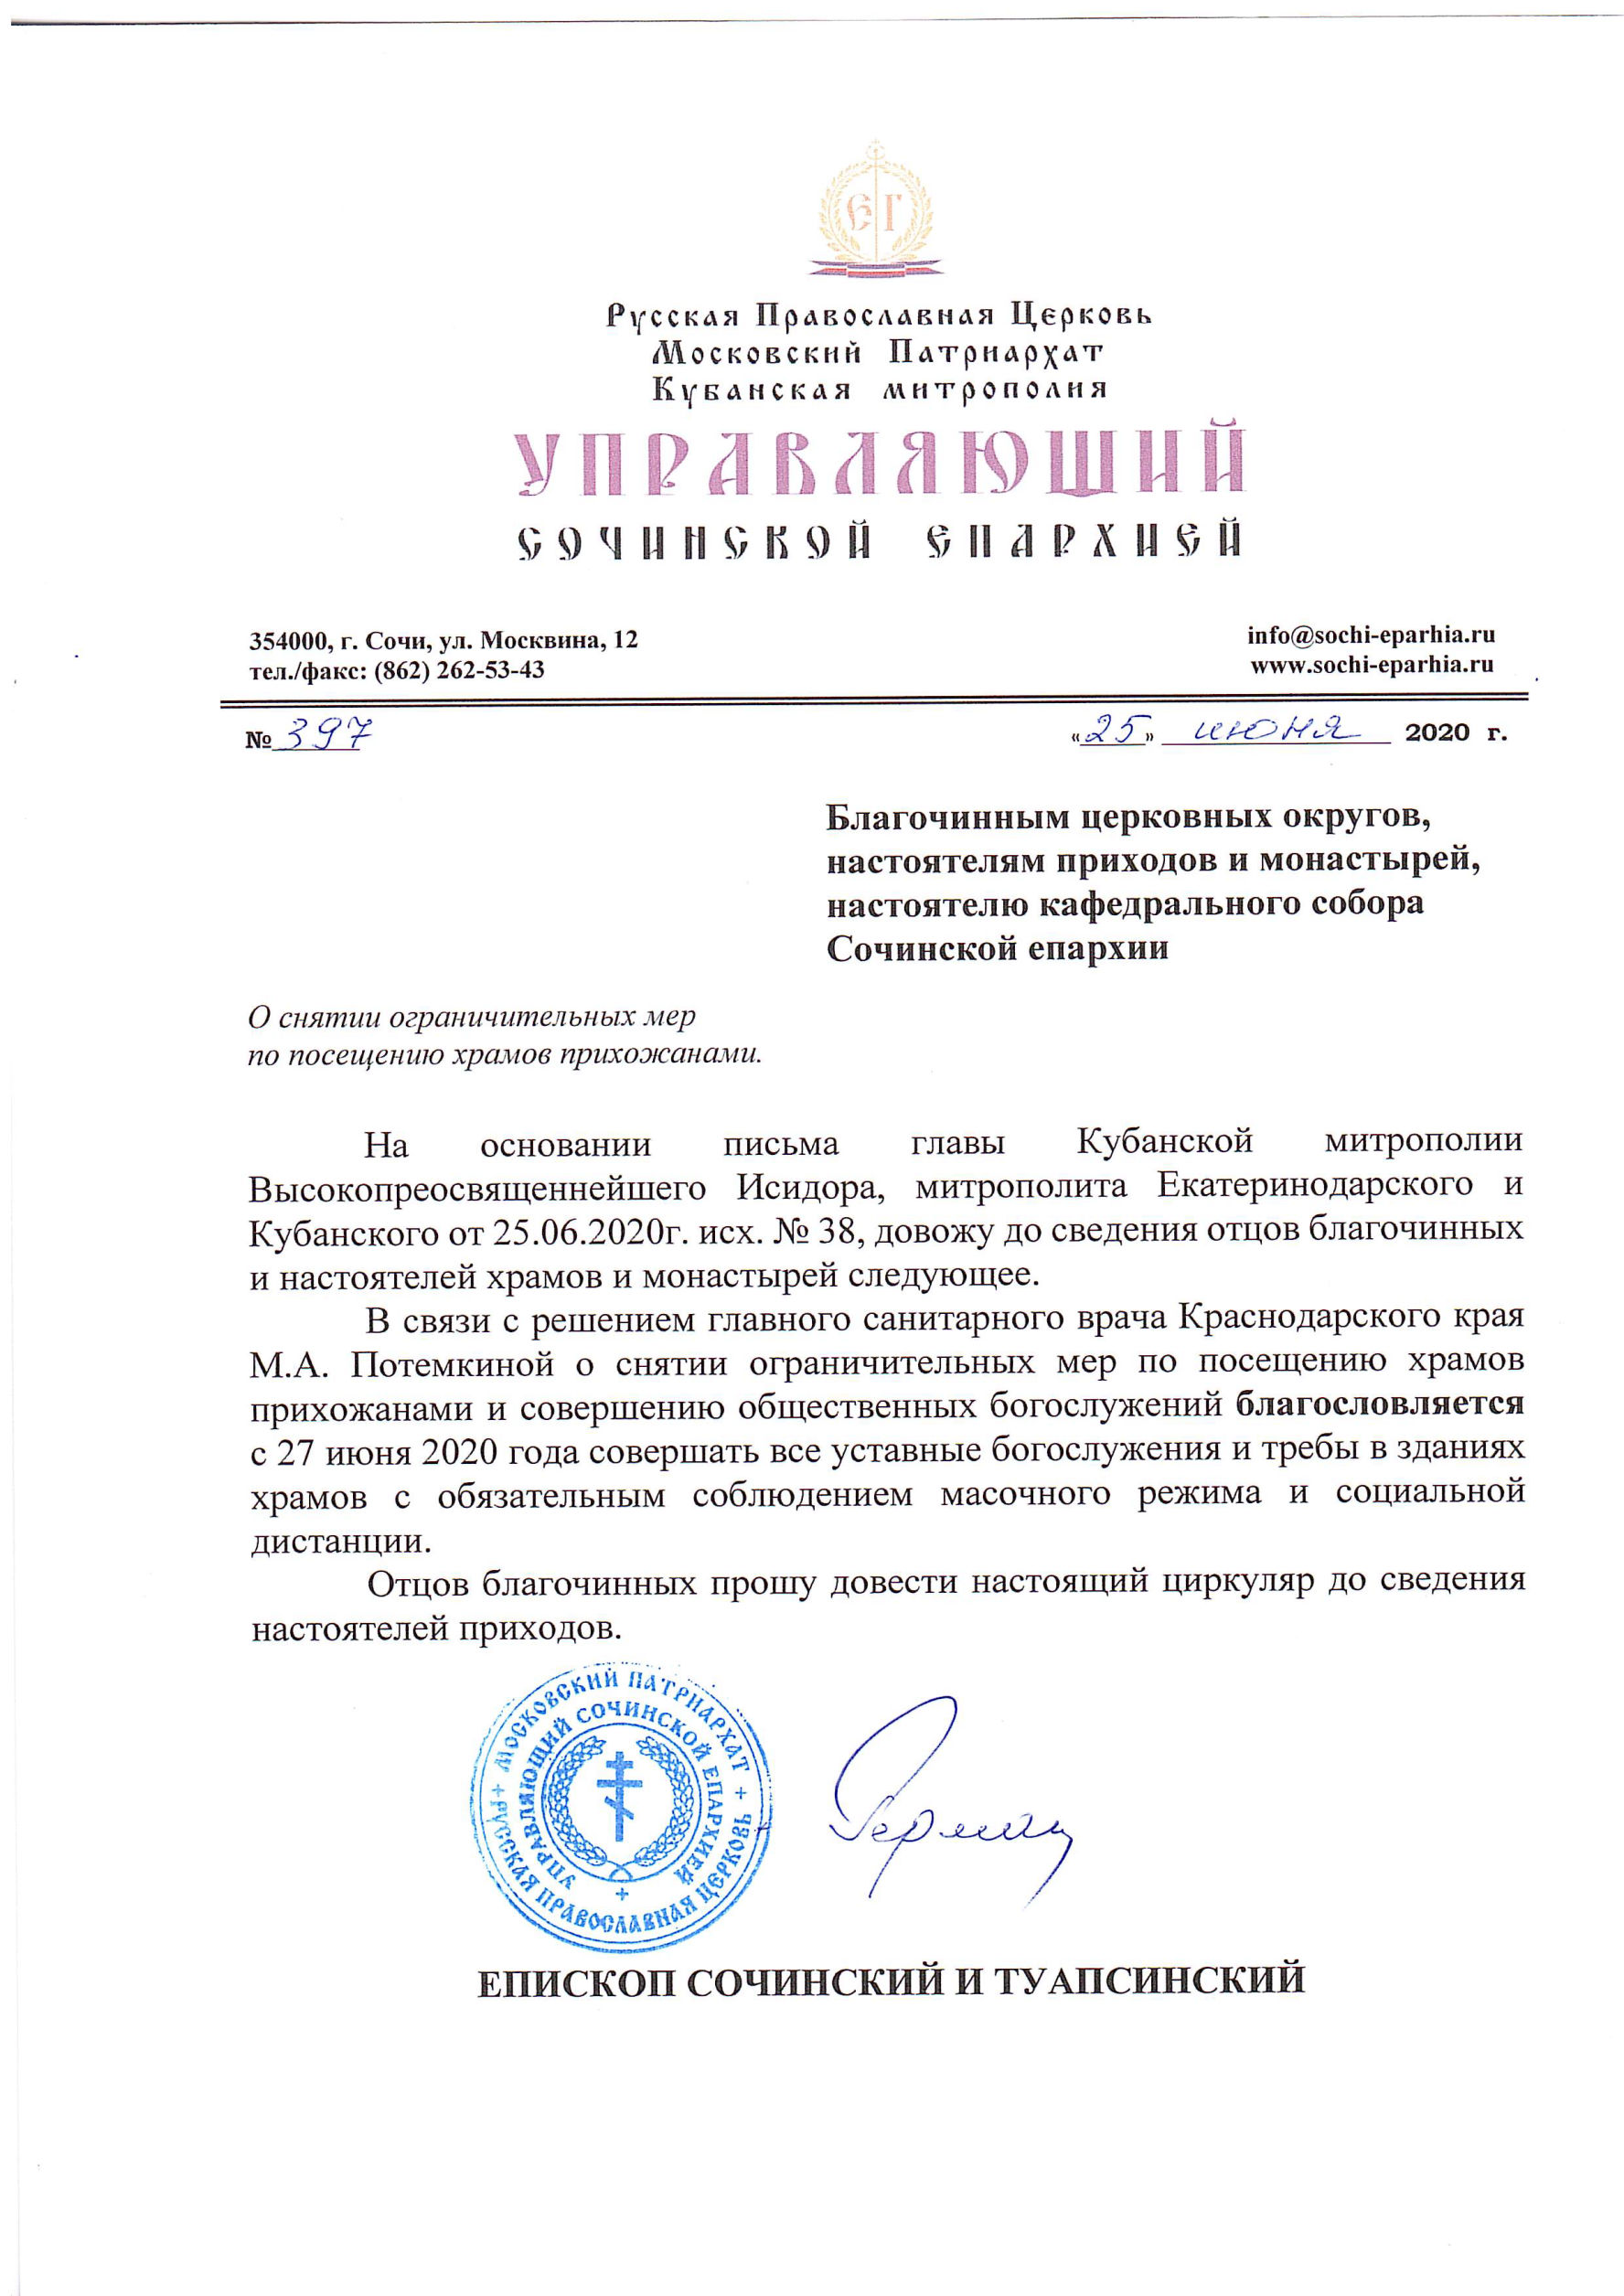 ЕГ
Русская Православная Церковь
Московский Патриархат
Кубанская митрополия
УПРАВЛЯЮЩИЙ
СОЧИНСКОЙ ЕПАРХИЕЙ
354000, г. Сочи, ул. Москвина, 12
тел./факс: (862) 262-53-43
info@sochi-eparhia.ru
www.sochi-eparhia.ru
№ 397
«25» июня 2020 г.
Благочинным церковных округов,
настоятелям приходов и монастырей,
настоятелю кафедрального собора
Сочинской епархии
О снятии ограничительных мер
по посещению храмов прихожанами.
На основании письма главы Кубанской митрополии
Высокопреосвященнейшего Исидора, митрополита Екатеринодарского и
Кубанского от 25.06.2020г. исх. № 38, довожу до сведения отцов благочинных
и настоятелей храмов и монастырей следующее.
В связи с решением главного санитарного врача Краснодарского края
М.А. Потемкиной о снятии ограничительных мер по посещению храмов
прихожанами и совершению общественных богослужений благословляется
с 27 июня 2020 года совершать все уставные богослужения и требы в зданиях
храмов с обязательным соблюдением масочного режима и социальной
дистанции.
Отцов благочинных прошу довести настоящий циркуляр до сведения
настоятелей приходов.
МОСКОВСКИЙ ПАТРИАРХАТ + РУССКАЯ ПРАВОСЛАВНАЯ ЦЕРКОВЬ +
УПРАВЛЯЮЩИЙ СОЧИНСКОЙ ЕПАРХИЕЙ +
ЕПИСКОП СОЧИНСКИЙ И ТУАПСИНСКИЙ